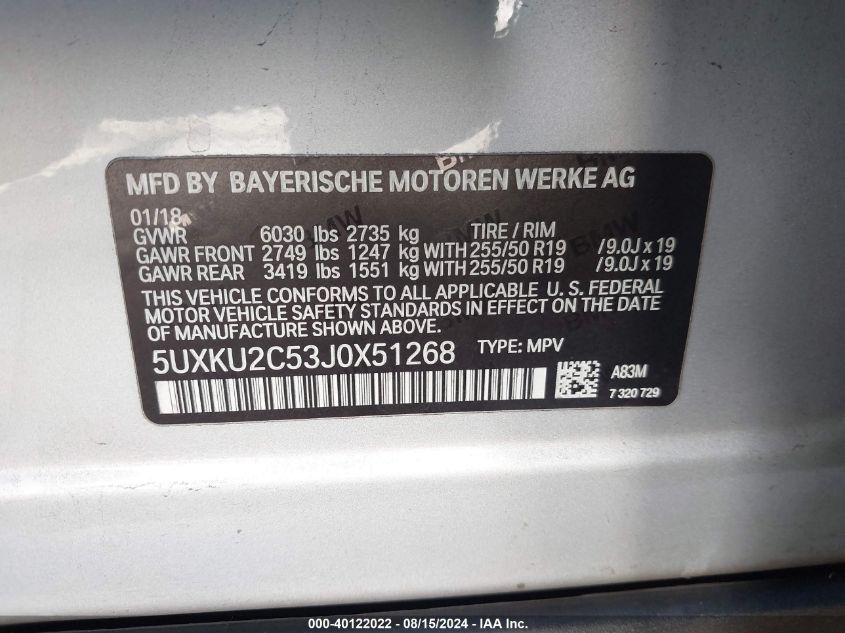 MFD BY BAYERISCHE MOTOREN WERKE AG
01/18
GVWR 6030 lbs 2735 kg TIRE / RIM
GAWR FRONT 2749 lbs 1247 kg WITH 255/50 R19 /9.0J x 19
GAWR REAR 3419 lbs 1551 kg WITH 255/50 R19 /9.0J x 19
THIS VEHICLE CONFORMS TO ALL APPLICABLE U. S. FEDERAL
MOTOR VEHICLE SAFETY STANDARDS IN EFFECT ON THE DATE
OF MANUFACTURE SHOWN ABOVE.
5UXKU2C53J0X51268 TYPE: MPV
A83M
7 320 729
000-40122022 - 08/15/2024 - IAA Inc.